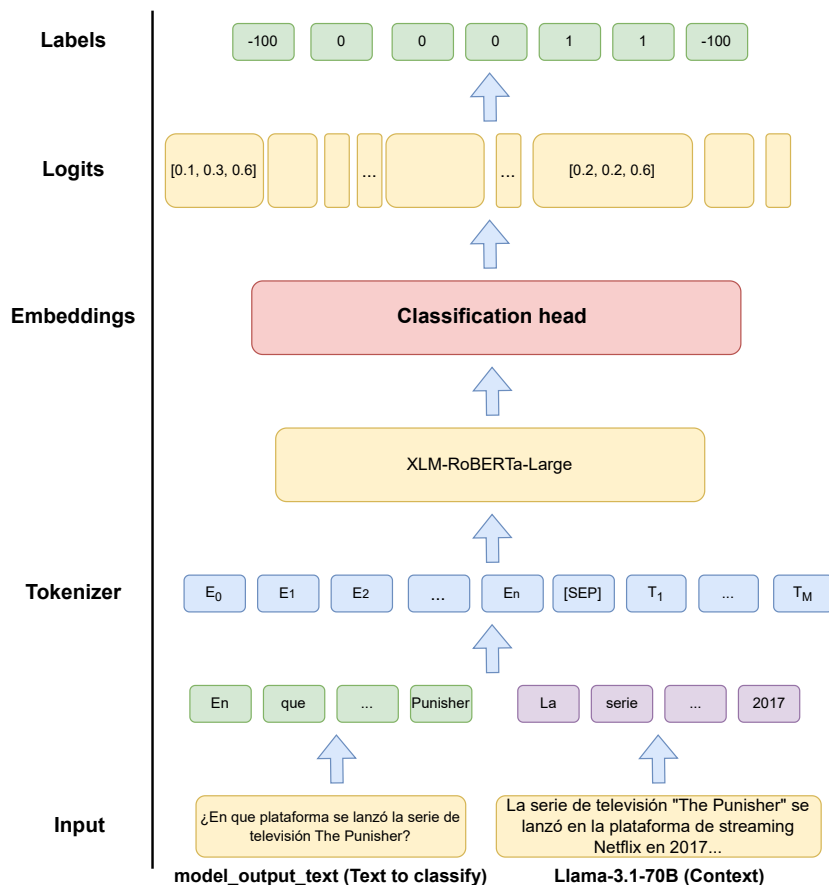 Labels
-100 0 0 0 1 1 -100
Logits
[0.1, 0.3, 0.6] ... ... [0.2, 0.2, 0.6]
Embeddings
Classification head
XLM-RoBERTa-Large
Tokenizer
E0 E1 E2 ... En [SEP] T1 ... TM
En que ... Punisher La serie ... 2017
Input
¿En que plataforma se lanzó la serie de
televisión The Punisher?
La serie de televisión "The Punisher" se
lanzó en la plataforma de streaming
Netflix en 2017...
model_output_text (Text to classify)
Llama-3.1-70B (Context)